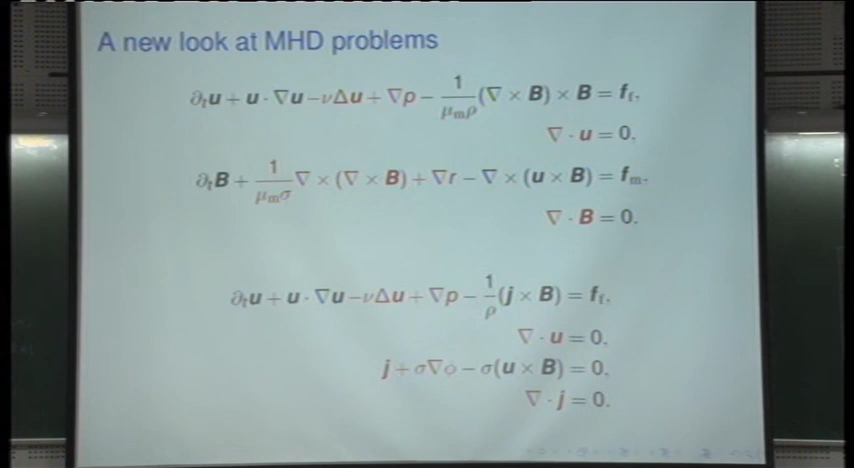 A new look at MHD problems
∂ₜu + u · ∇u − νΔu + ∇p − 1/(μₘρ) (∇ × B) × B = f_f,
∇ · u = 0,
∂ₜB + 1/(μₘσ) ∇ × (∇ × B) + ∇r − ∇ × (u × B) = fₘ,
∇ · B = 0.
∂ₜu + u · ∇u − νΔu + ∇p − 1/ρ (j × B) = f_f,
∇ · u = 0,
j + σ∇φ − σ(u × B) = 0,
∇ · j = 0.